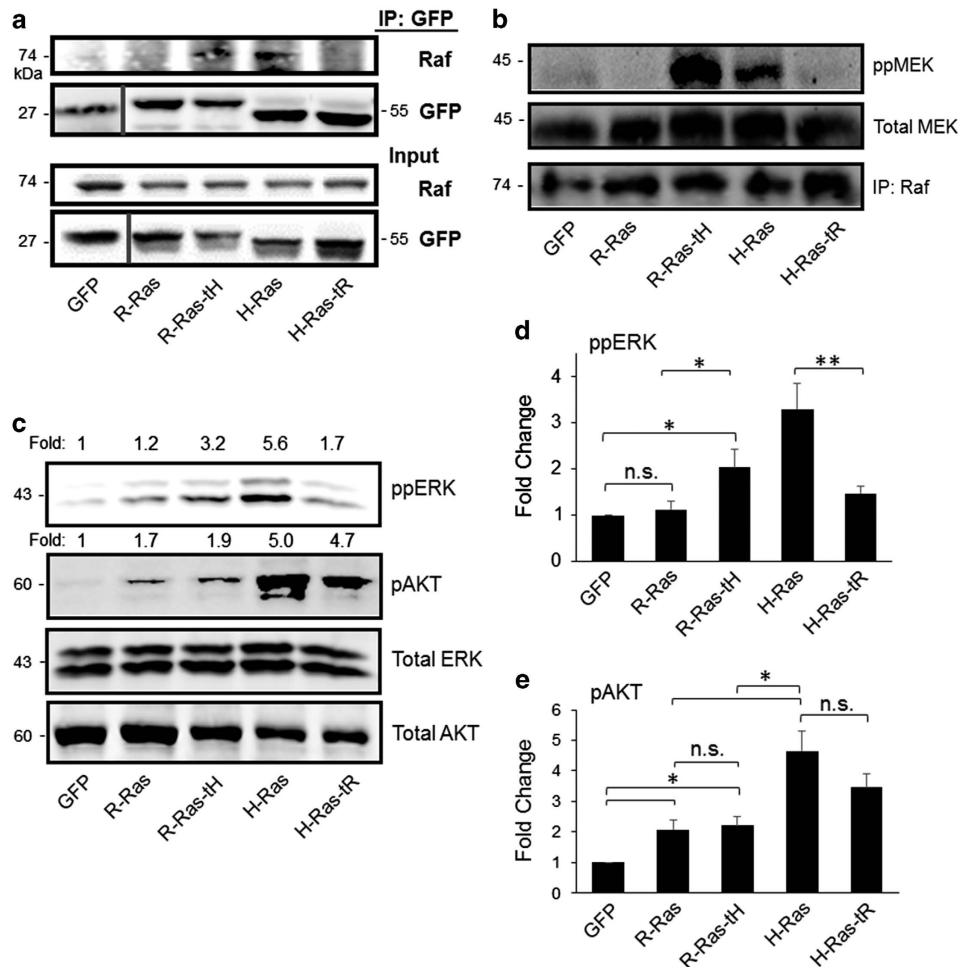 a
IP: GFP
74 -
kDa
Raf
27 -
- 55 GFP
Input
74 -
Raf
27 -
- 55 GFP
GFP
R-Ras
R-Ras-tH
H-Ras
H-Ras-tR
b
45 -
ppMEK
45 -
Total MEK
74 -
IP: Raf
GFP
R-Ras
R-Ras-tH
H-Ras
H-Ras-tR
c
Fold: 1 1.2 3.2 5.6 1.7
43 -
ppERK
Fold: 1 1.7 1.9 5.0 4.7
60 -
pAKT
43 -
Total ERK
60 -
Total AKT
GFP
R-Ras
R-Ras-tH
H-Ras
H-Ras-tR
d
ppERK
Fold Change
4
3
2
1
0
*
**
*
n.s.
GFP
R-Ras
R-Ras-tH
H-Ras
H-Ras-tR
e
pAKT
Fold Change
6
5
4
3
2
1
0
*
n.s.
n.s.
*
GFP
R-Ras
R-Ras-tH
H-Ras
H-Ras-tR